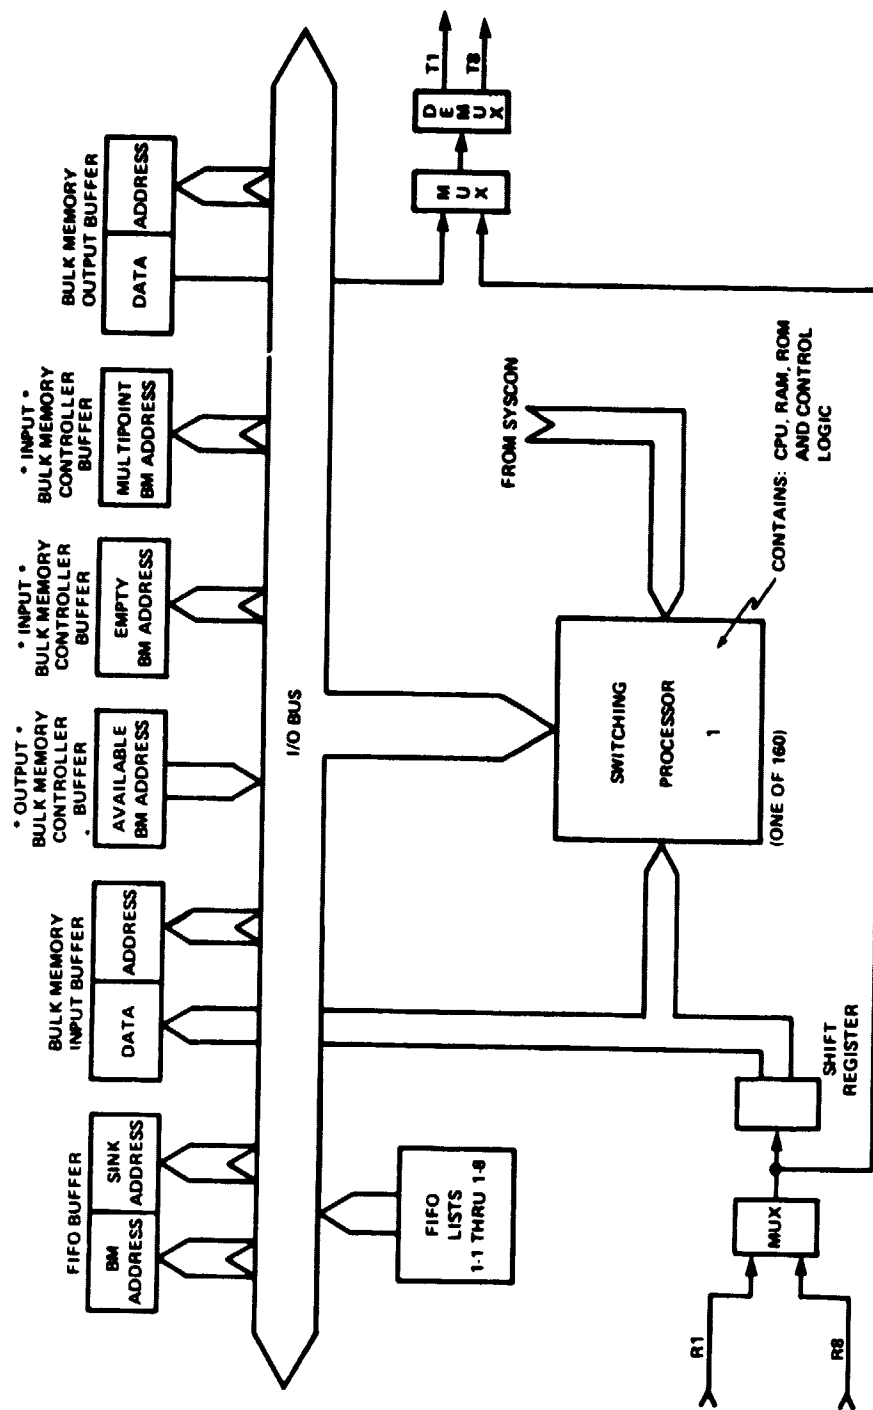 FIFO BUFFER
BM
ADDRESS
SINK
ADDRESS
BULK MEMORY
INPUT BUFFER
DATA
ADDRESS
* OUTPUT *
BULK MEMORY
CONTROLLER
BUFFER
AVAILABLE
BM ADDRESS
* INPUT *
BULK MEMORY
CONTROLLER
BUFFER
EMPTY
BM ADDRESS
* INPUT *
BULK MEMORY
CONTROLLER
BUFFER
MULTIPOINT
BM ADDRESS
BULK MEMORY
OUTPUT BUFFER
DATA
ADDRESS
I/O BUS
FIFO
LISTS
1-1 THRU 1-8
T1
T8
DEMUX
MUX
FROM SYSCON
SWITCHING
PROCESSOR
1
(ONE OF 160)
CONTAINS: CPU, RAM, ROM
AND CONTROL
LOGIC
R1
R8
MUX
SHIFT
REGISTER